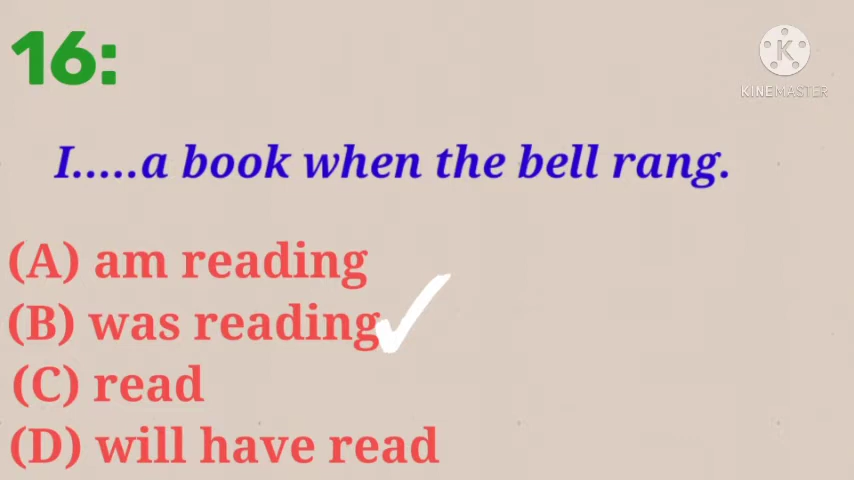 16:
KINEMASTER
I.....a book when the bell rang.
(A) am reading
(B) was reading
(C) read
(D) will have read